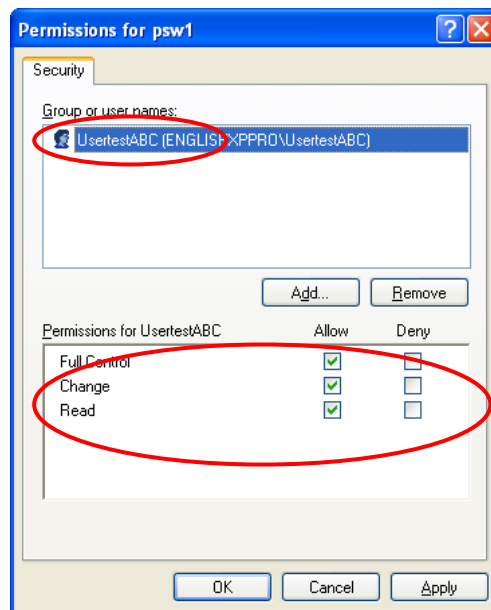 Permissions for psw1
Security
Group or user names:
UsertestABC (ENGLISHXPPRO\UsertestABC)
Add... Remove
Permissions for UsertestABC Allow Deny
Full Control
Change
Read
OK Cancel Apply